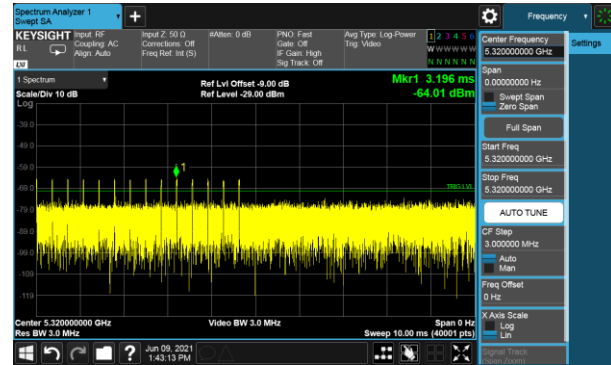 Spectrum Analyzer 1
Swept SA
Frequency
KEYSIGHT
Input: RF
Coupling: AC
Align: Auto
Input Z: 50 Ω
Corrections: Off
Freq Ref: Int (S)
#Atten: 0 dB
PNO: Fast
Gate: Off
IF Gain: High
Sig Track: Off
Avg Type: Log-Power
Trig: Video
1 2 3 4 5 6
W W W W W W
N N N N N N
R L
LXI
1 Spectrum
Scale/Div 10 dB
Ref Lvl Offset -9.00 dB
Ref Level -29.00 dBm
Mkr1 3.196 ms
-64.01 dBm
Log
-39.0
-49.0
-59.0
-69.0
-79.0
-89.0
-99.0
-109
-119
1
TRIG LVL
Center 5.320000000 GHz
Res BW 3.0 MHz
Video BW 3.0 MHz
Span 0 Hz
Sweep 10.00 ms (40001 pts)
?
Jun 09, 2021
1:43:13 PM
Center Frequency
5.320000000 GHz
Span
0.00000000 Hz
Swept Span
Zero Span
Full Span
Start Freq
5.320000000 GHz
Stop Freq
5.320000000 GHz
AUTO TUNE
CF Step
3.000000 MHz
Auto
Man
Freq Offset
0 Hz
X Axis Scale
Log
Lin
Signal Track
(Span Zoom)
Settings